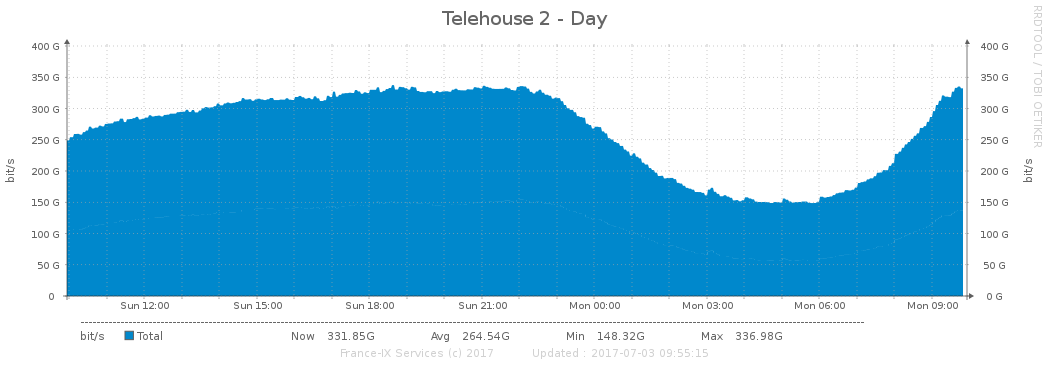 Telehouse 2 - Day
RRDTOOL / TOBI OETIKER
bit/s
400 G 400 G
350 G 350 G
300 G 300 G
250 G 250 G
200 G 200 G
150 G 150 G
100 G 100 G
50 G 50 G
0 0 G
bit/s
Sun 12:00 Sun 15:00 Sun 18:00 Sun 21:00 Mon 00:00 Mon 03:00 Mon 06:00 Mon 09:00
bit/s Total Now 331.85G Avg 264.54G Min 148.32G Max 336.98G
France-IX Services (c) 2017 Updated : 2017-07-03 09:55:15